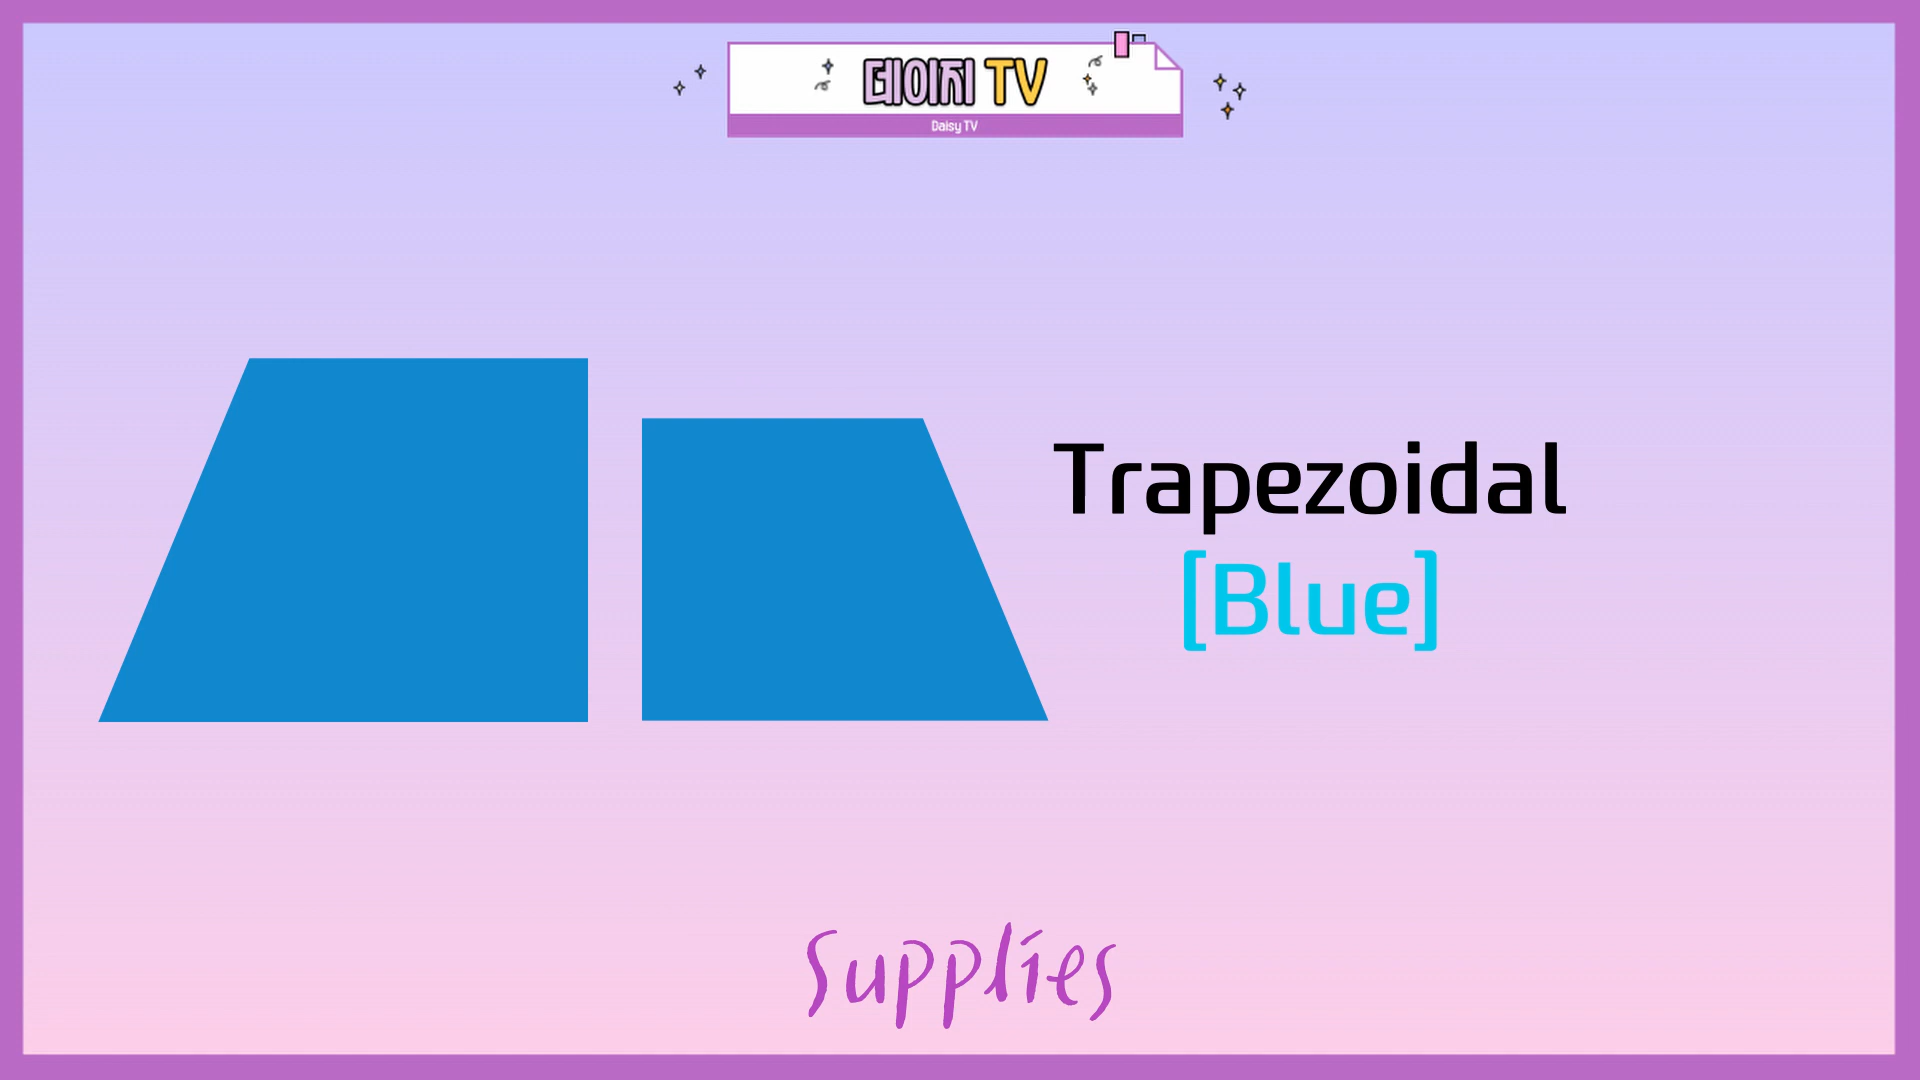 데이지 TV
Daisy TV
Trapezoidal
[Blue]
Supplies